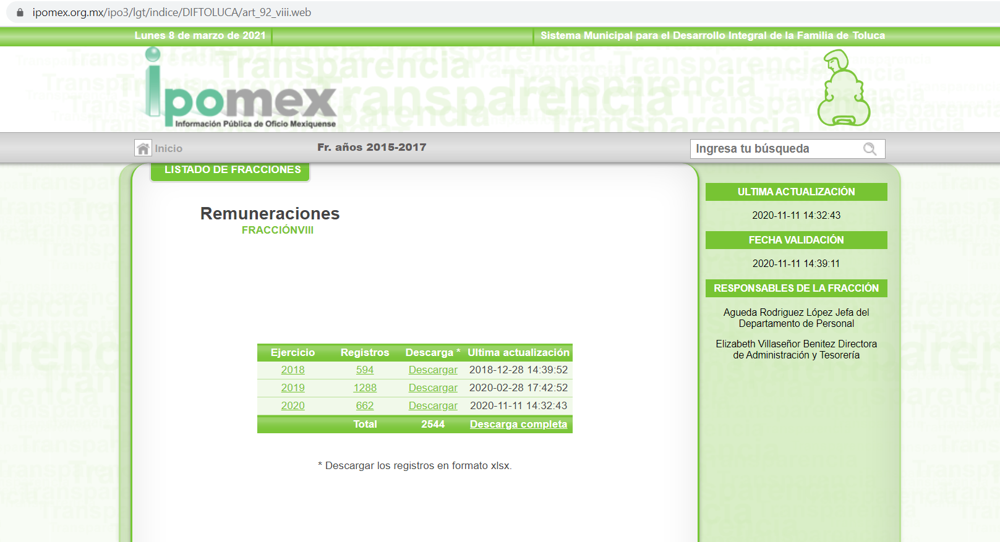 ipomex.org.mx/ipo3/lgt/indice/DIFTOLUCA/art_92_viii.web
Lunes 8 de marzo de 2021
Sistema Municipal para el Desarrollo Integral de la Familia de Toluca
ipomex
Información Pública de Oficio Mexiquense
Transparencia
Inicio
Fr. años 2015-2017
Ingresa tu búsqueda
LISTADO DE FRACCIONES
Remuneraciones
FRACCIÓNVIII
Ejercicio Registros Descarga * Ultima actualización
2018 594 Descargar 2018-12-28 14:39:52
2019 1288 Descargar 2020-02-28 17:42:52
2020 662 Descargar 2020-11-11 14:32:43
Total 2544 Descarga completa
* Descargar los registros en formato xlsx.
ULTIMA ACTUALIZACIÓN
2020-11-11 14:32:43
FECHA VALIDACIÓN
2020-11-11 14:39:11
RESPONSABLES DE LA FRACCIÓN
Agueda Rodriguez López Jefa del
Departamento de Personal
Elizabeth Villaseñor Benitez Directora
de Administración y Tesorería